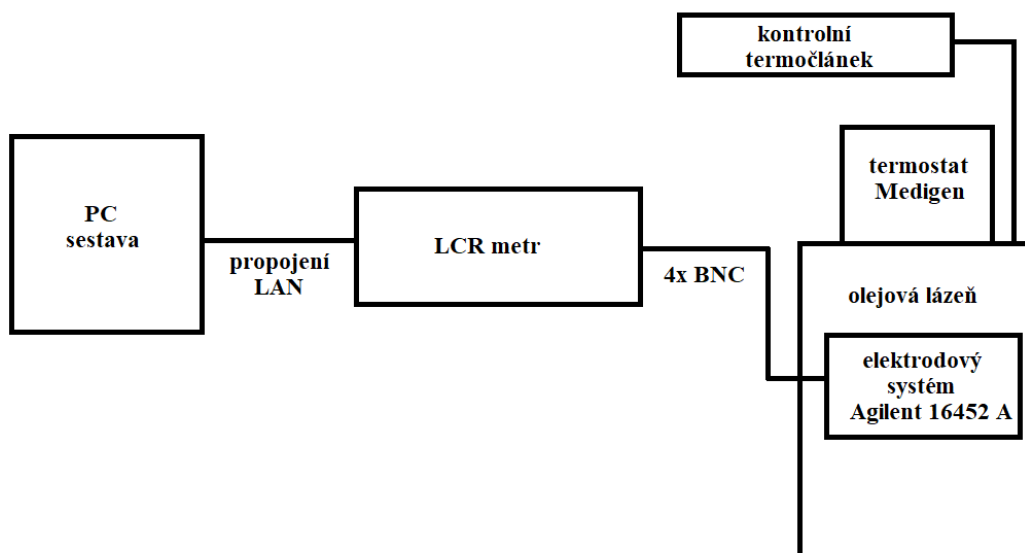 kontrolní
termočlánek
termostat
Medigen
PC
sestava
propojení
LAN
LCR metr
4x BNC
olejová lázeň
elektrodový
systém
Agilent 16452 A